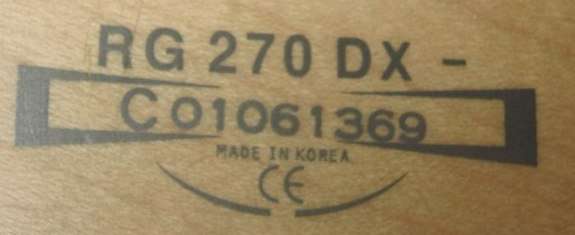 RG 270 DX -
C01061369
MADE IN KOREA
CE